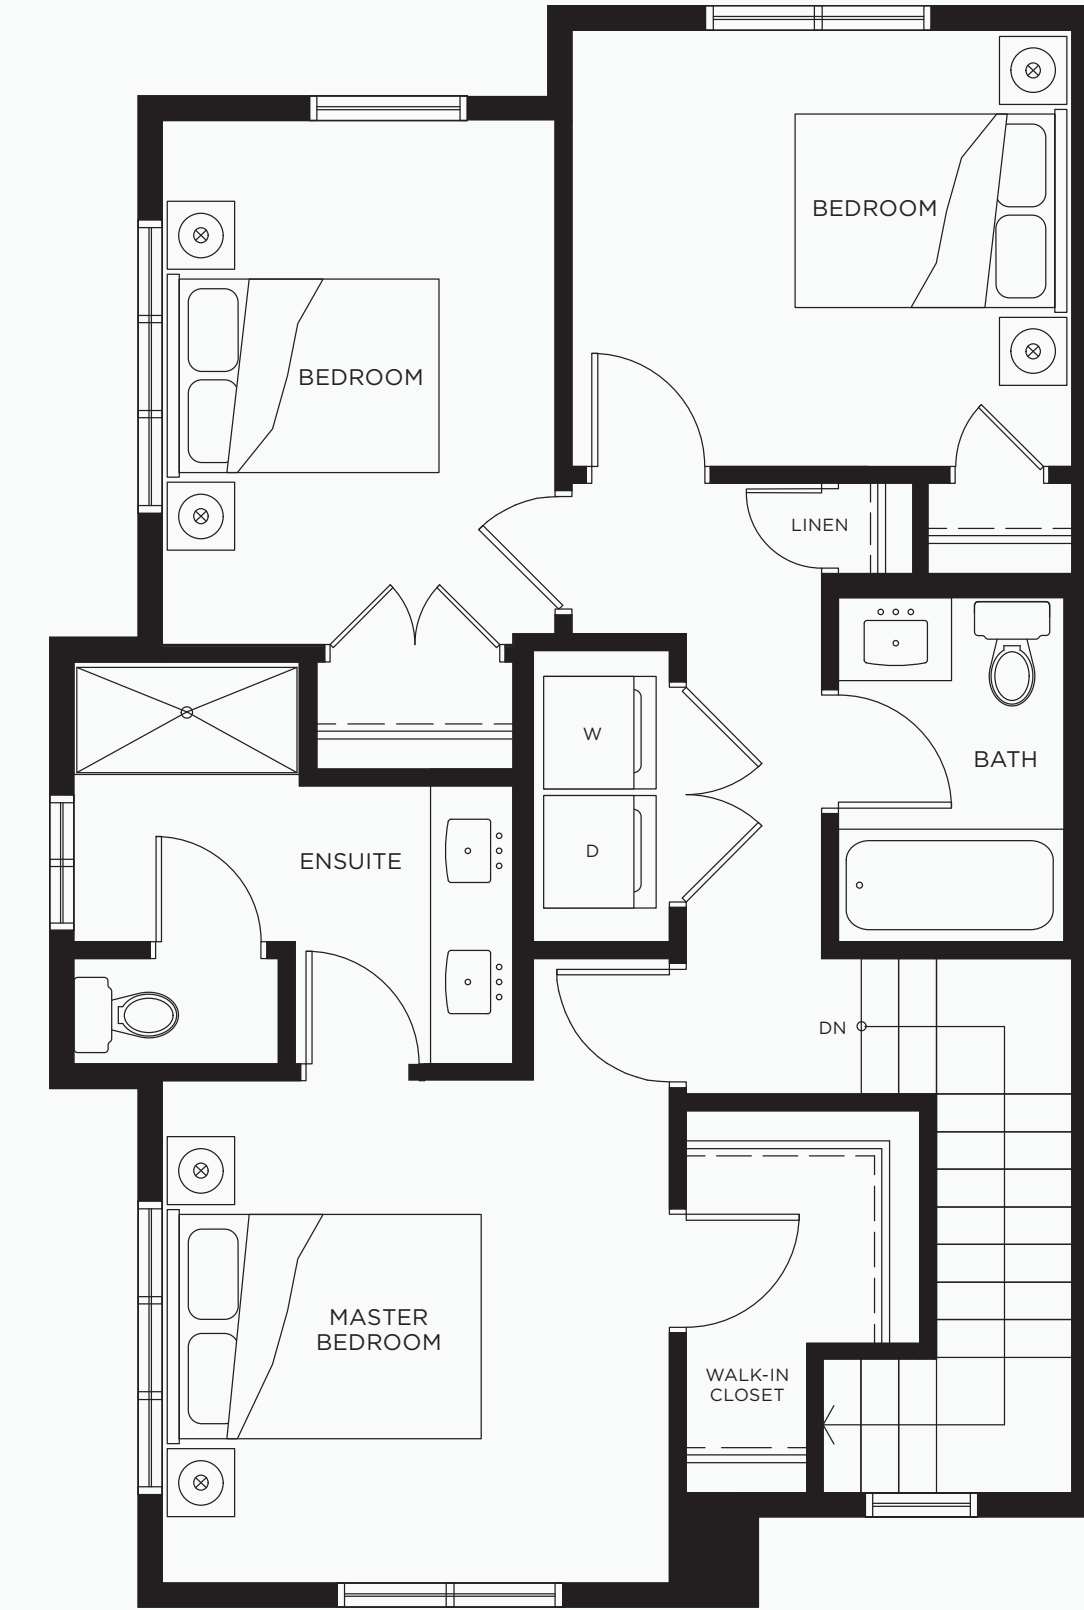 BEDROOM
BEDROOM
LINEN
W
BATH
D
ENSUITE
DN
MASTER
BEDROOM
WALK-IN
CLOSET